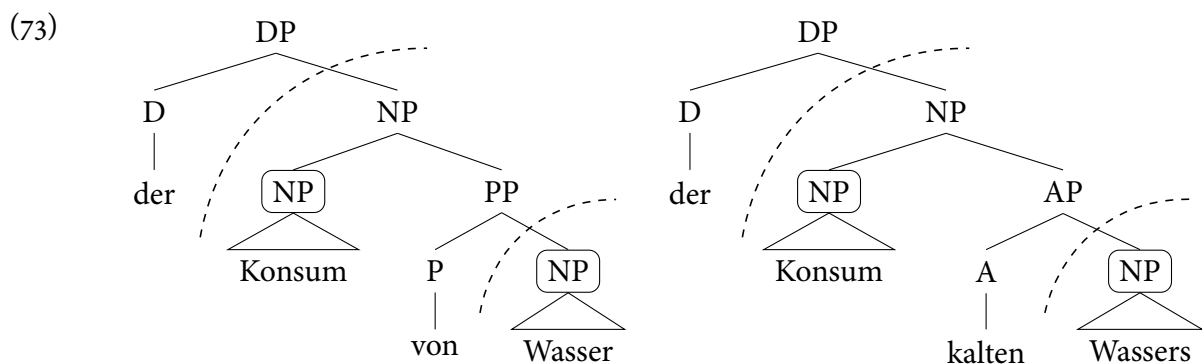 (73) DP DP
D NP D NP
der NP PP der NP AP
Konsum P NP Konsum A NP
von Wasser kalten Wassers